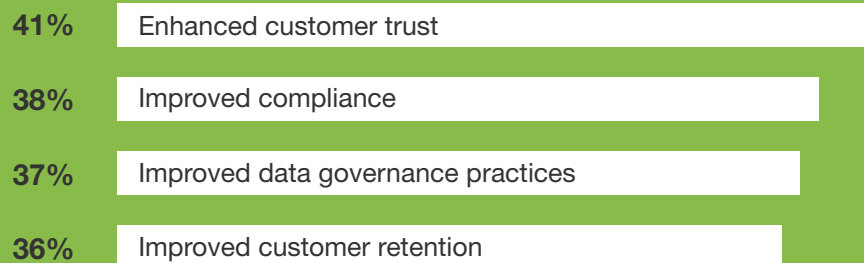 41% Enhanced customer trust
38% Improved compliance
37% Improved data governance practices
36% Improved customer retention